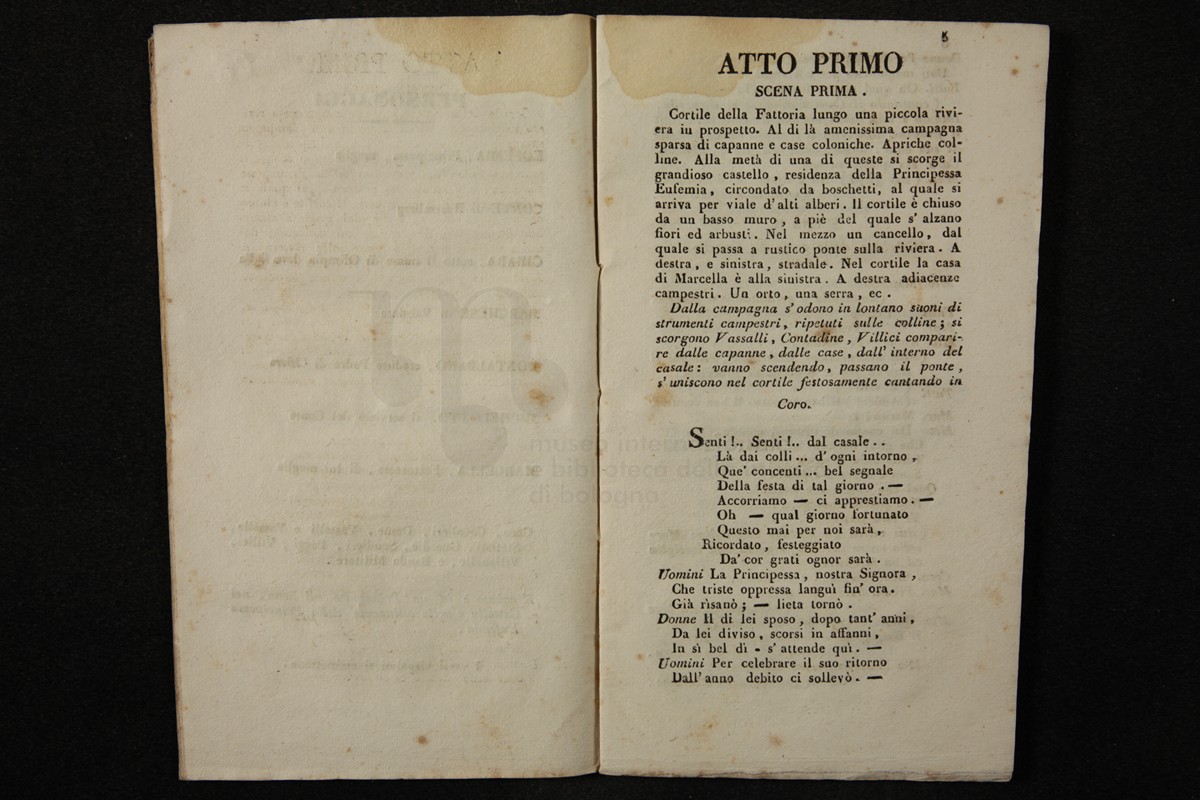 5
ATTO PRIMO
SCENA PRIMA .
Cortile della Fattoria lungo una piccola rivi-
era iu prospetto. Al di là amenissima campagna
sparsa di capanne e case coloniche. Apriche col-
line. Alla metà di una di queste si scorge il
grandioso castello , residenza della Principessa
Eufemia , circondato da boschetti, al quale si
arriva per viale d' alti alberi. Il cortile è chiuso
da un basso muro , a piè del quale s' alzano
fiori ed arbusti. Nel mezzo un cancello, dal
quale si passa a rustico ponte sulla riviera. A
destra , e sinistra , stradale. Nel cortile la casa
di Marcella è alla sinistra. A destra adiacenze
campestri. Un orto , una serra , ec .
Dalla campagna s' odono in lontano suoni di
strumenti campestri, ripetuti sulle colline ; si
scorgono Vassalli , Contadine , Villici compari-
re dalle capanne , dalle case , dall' interno del
casale : vanno scendendo, passano il ponte ,
s' uniscono nel cortile festosamente cantando in
Coro.
Senti !.. Senti !.. dal casale . .
Là dai colli ... d' ogni intorno ,
Que' concenti ... bel segnale
Della festa di tal giorno . —
Accorriamo — ci apprestiamo. —
Oh — qual giorno fortunato
Questo mai per noi sarà,
Ricordato , festeggiato
Da' cor grati ognor sarà .
Uomini La Principessa , nostra Signora ,
Che triste oppressa languì fin' ora.
Già risanò ; — lieta tornò .
Donne Il di lei sposo , dopo tant' anni ,
Da lei diviso , scorsi in affanni ,
In sì bel dì - s' attende quì. —
Uomini Per celebrare il suo ritorno
Dall' anno debito ci sollevò. —
museo inter
e biblioteca de
di bologna